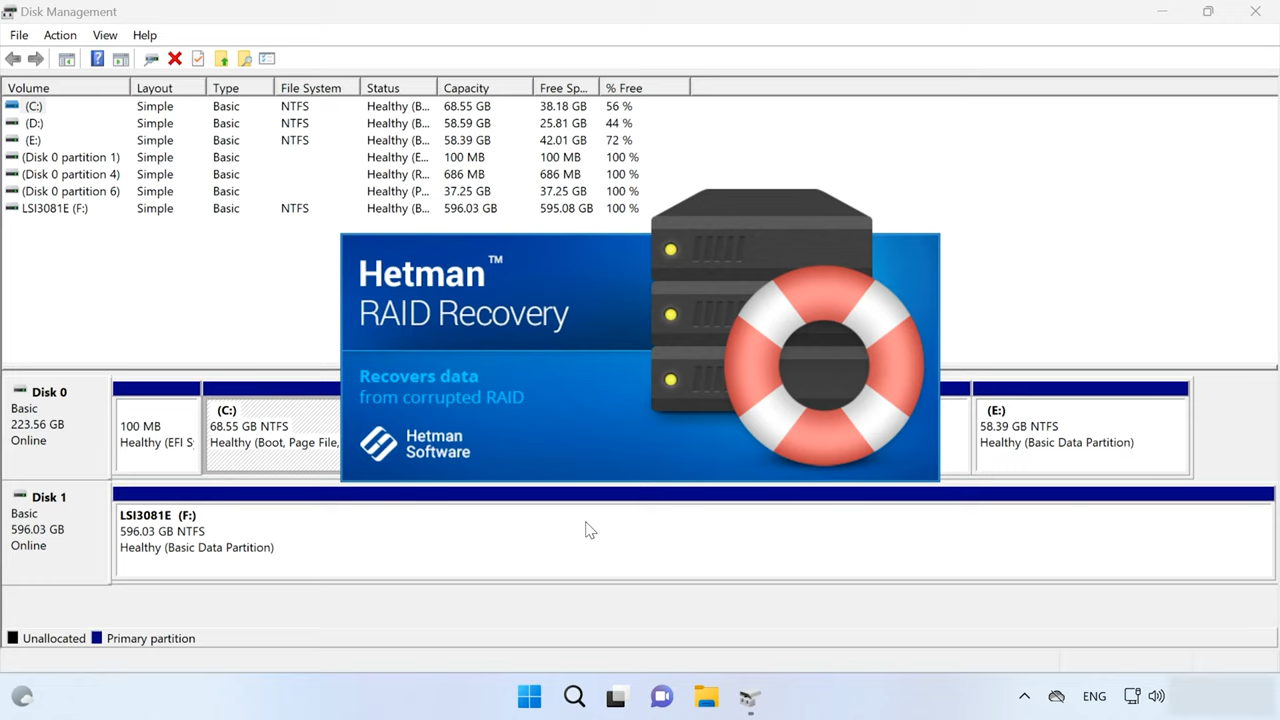 Disk Management
File Action View Help
Volume Layout Type File System Status Capacity Free Sp... % Free
(C:) Simple Basic NTFS Healthy (B... 68.55 GB 38.18 GB 56 %
(D:) Simple Basic NTFS Healthy (B... 58.59 GB 25.81 GB 44 %
(E:) Simple Basic NTFS Healthy (B... 58.39 GB 42.01 GB 72 %
(Disk 0 partition 1) Simple Basic Healthy (E... 100 MB 100 MB 100 %
(Disk 0 partition 4) Simple Basic Healthy (R... 686 MB 686 MB 100 %
(Disk 0 partition 6) Simple Basic Healthy (P... 37.25 GB 37.25 GB 100 %
LSI3081E (F:) Simple Basic NTFS Healthy (B... 596.03 GB 595.08 GB 100 %
Hetman™
RAID Recovery
Recovers data
from corrupted RAID
Hetman
Software
Disk 0
Basic
223.56 GB
Online
100 MB
Healthy (EFI S
(C:)
68.55 GB NTFS
Healthy (Boot, Page File,
(E:)
58.39 GB NTFS
Healthy (Basic Data Partition)
Disk 1
Basic
596.03 GB
Online
LSI3081E (F:)
596.03 GB NTFS
Healthy (Basic Data Partition)
Unallocated Primary partition
ENG